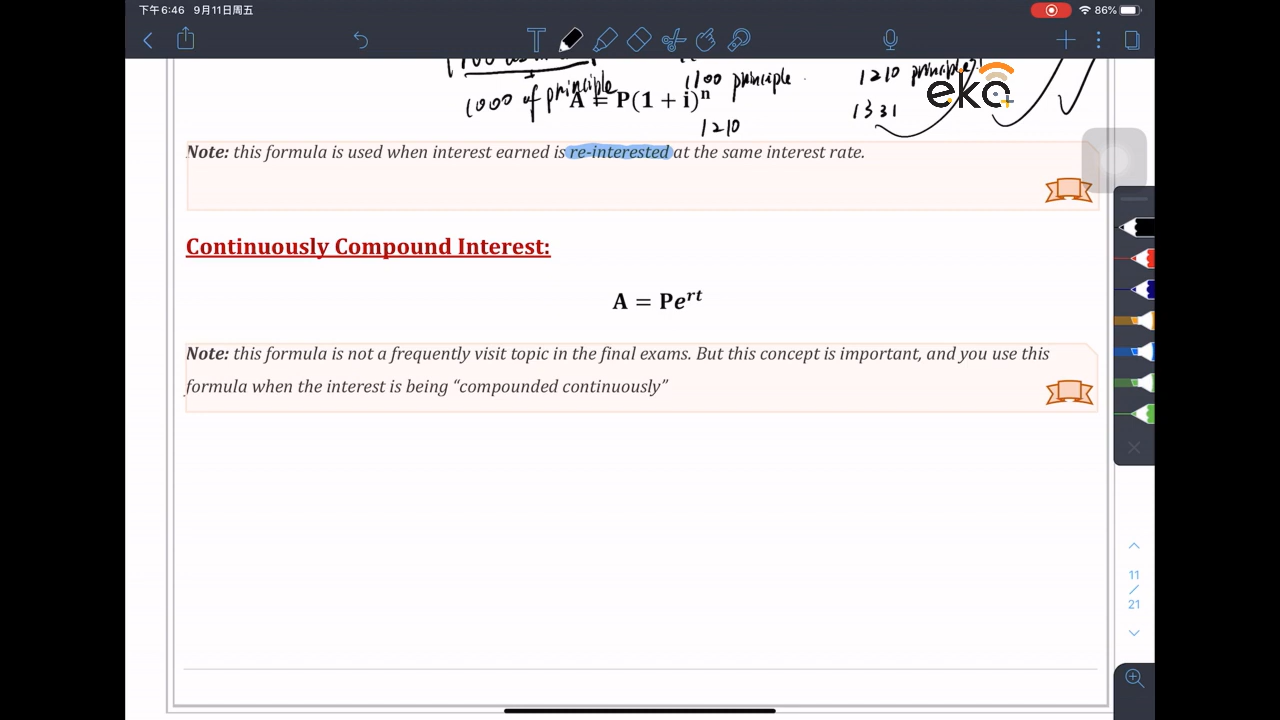 下午6:46 9月11日周五
86%
1100 principle
1210 principle
eka
1000 of principle
A = P(1 + i)ⁿ
1331
1210
Note: this formula is used when interest earned is re-interested at the same interest rate.
Continuously Compound Interest:
A = Peʳᵗ
Note: this formula is not a frequently visit topic in the final exams. But this concept is important, and you use this
formula when the interest is being “compounded continuously”
11
/
21